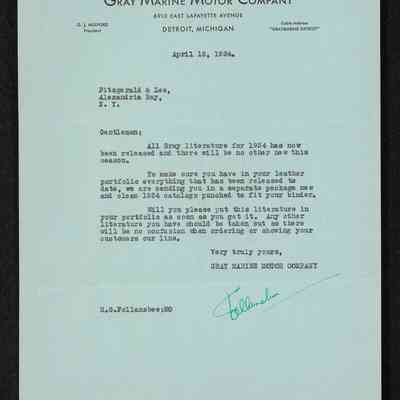 GRAY MARINE MOTOR COMPANY
6910 EAST LAFAYETTE AVENUE
DETROIT, MICHIGAN
O. J. MULFORD
President
Cable Address
"GRAYMARINE DETROIT"
April 12, 1934.
Fitzgerald & Lee,
Alexandria Bay,
N. Y.
Gentlemen:
All Gray literature for 1934 has now
been released and there will be no other new this
season.
To make sure you have in your leather
portfolio everything that has been released to
date, we are sending you in a separate package new
and clean 1934 catalogs punched to fit your binder.
Will you please put this literature in
your portfolio as soon as you get it. Any other
literature you have should be taken out so there
will be no confusion when ordering or showing your
customers our line.
Very truly yours,
GRAY MARINE MOTOR COMPANY
Follansbee
H.G.Follansbee: